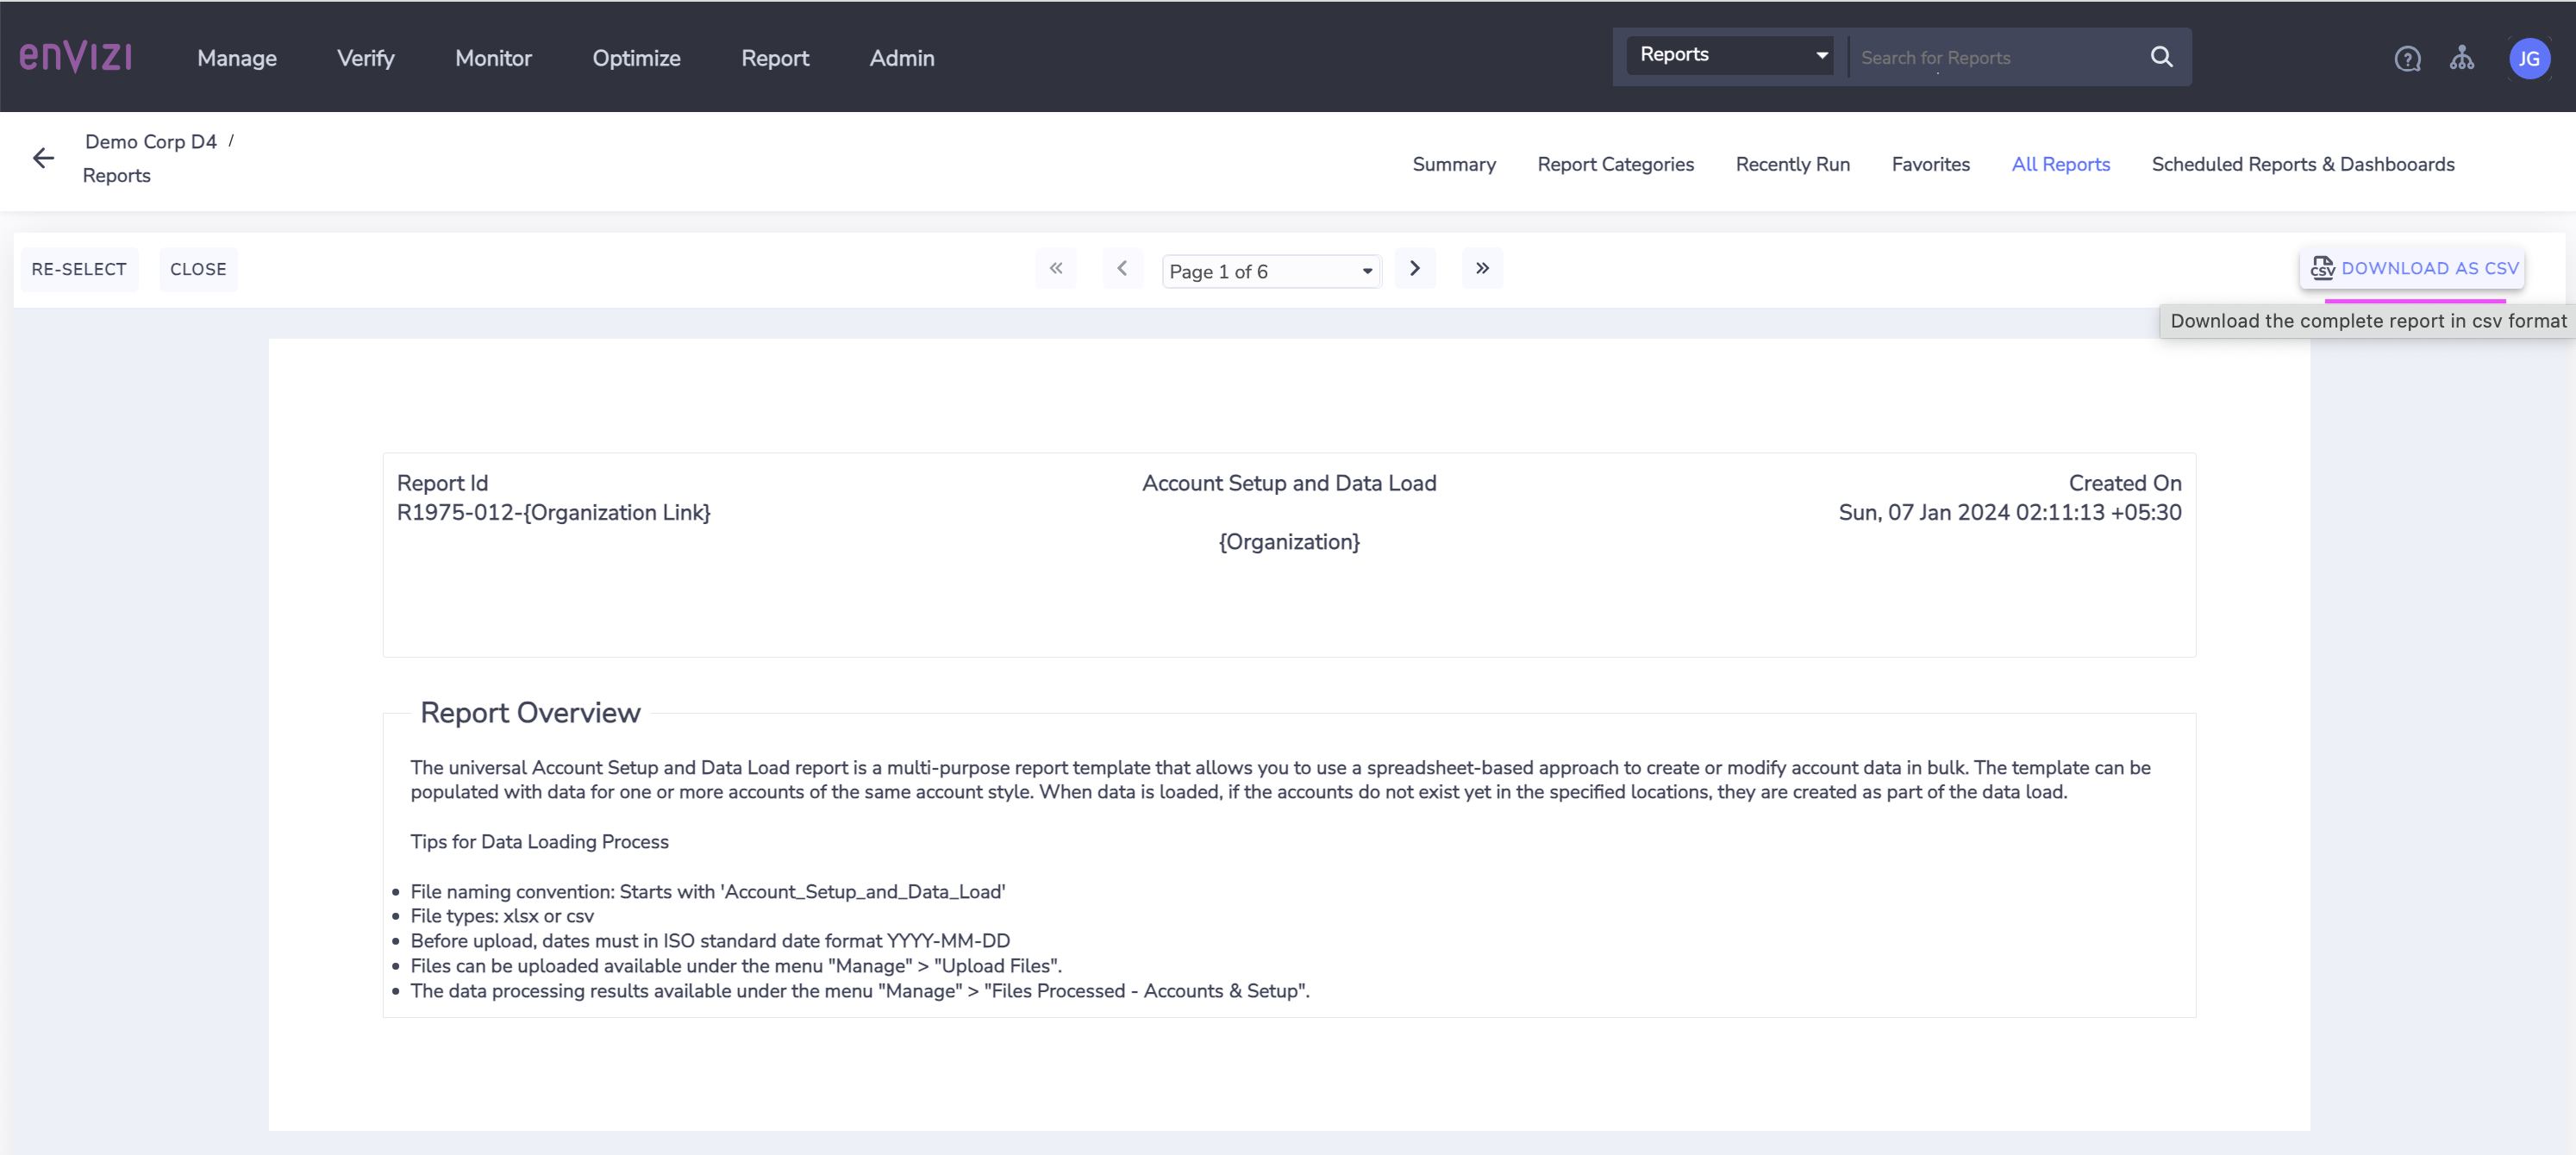 enVIZI
Manage
Verify
Monitor
Optimize
Report
Admin
Reports
Search for Reports
JG
Demo Corp D4 /
Reports
Summary
Report Categories
Recently Run
Favorites
All Reports
Scheduled Reports & Dashbooards
RE-SELECT
CLOSE
Page 1 of 6
CSV DOWNLOAD AS CSV
Download the complete report in csv format
Report Id
R1975-012-{Organization Link}
Account Setup and Data Load
{Organization}
Created On
Sun, 07 Jan 2024 02:11:13 +05:30
Report Overview
The universal Account Setup and Data Load report is a multi-purpose report template that allows you to use a spreadsheet-based approach to create or modify account data in bulk. The template can be
populated with data for one or more accounts of the same account style. When data is loaded, if the accounts do not exist yet in the specified locations, they are created as part of the data load.
Tips for Data Loading Process
• File naming convention: Starts with 'Account_Setup_and_Data_Load'
• File types: xlsx or csv
• Before upload, dates must in ISO standard date format YYYY-MM-DD
• Files can be uploaded available under the menu "Manage" > "Upload Files".
• The data processing results available under the menu "Manage" > "Files Processed - Accounts & Setup".